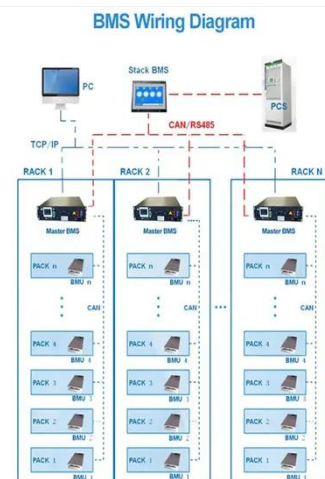 BMS Wiring Diagram
Stack BMS
PC
PCS
CAN/RS485
TCP/IP
RACK 1
RACK 2
RACK N
Master BMS
Master BMS
Master BMS
PACK n
PACK n
PACK n
BMU n
BMU n
BMU n
CAN
CAN
CAN
PACK 4
PACK 4
PACK 4
BMU 4
BMU 4
BMU 4
PACK 3
PACK 3
PACK 3
BMU 3
BMU 3
BMU 3
PACK 2
PACK 2
PACK 2
BMU 2
BMU 2
BMU 2
PACK 1
PACK 1
PACK 1
BMU 1
BMU 1
BMU 1